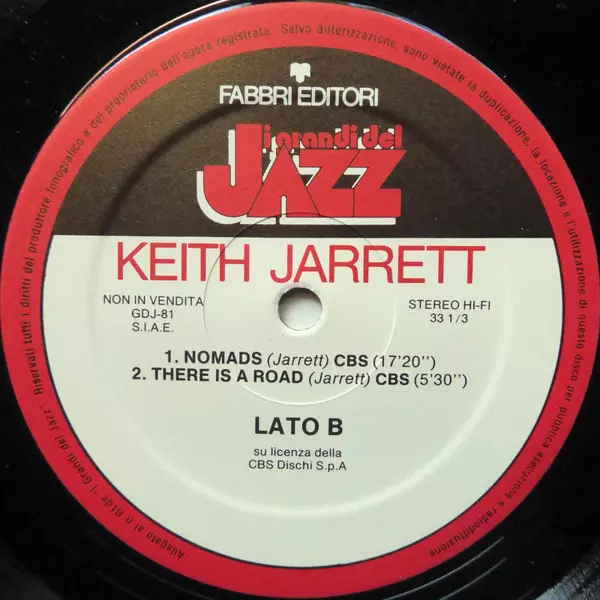 FABBRI EDITORI
i grandi del
JAZZ
KEITH JARRETT
NON IN VENDITA
GDJ-81
S.I.A.E.
STEREO HI-FI
33 1/3
1. NOMADS (Jarrett) CBS (17'20'')
2. THERE IS A ROAD (Jarrett) CBS (5'30'')
LATO B
su licenza della
CBS Dischi S.p.A
Allegato al n. 81 de "I Grandi del Jazz" Riservati tutti i diritti del produttore fonografico e del proprietario dell'opera registrata. Salvo autorizzazione, sono vietate la duplicazione, la locazione e l'utilizzazione di questo disco per pubblica esecuzione e radiodiffusione